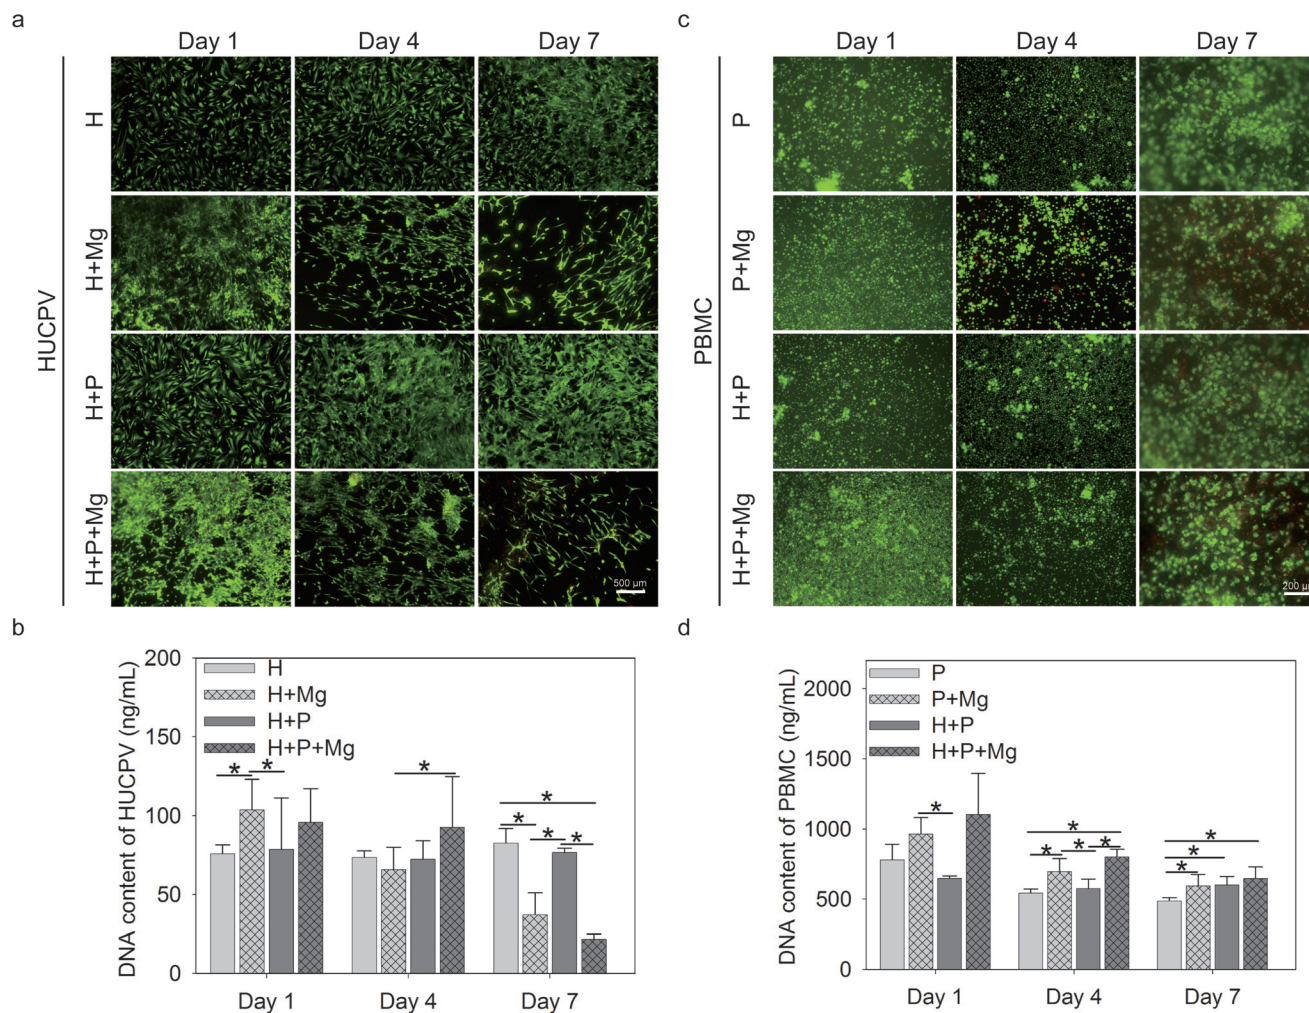 a
Day 1 Day 4 Day 7
HUCPV
H
H+Mg
H+P
H+P+Mg
500 µm
c
Day 1 Day 4 Day 7
PBMC
P
P+Mg
H+P
H+P+Mg
b
DNA content of HUCPV (ng/mL)
200
150
100
50
0
H
H+Mg
H+P
H+P+Mg
* * * * * * *
Day 1 Day 4 Day 7
d
DNA content of PBMC (ng/mL)
2000
1500
1000
500
0
P
P+Mg
H+P
H+P+Mg
* * * * * * * *
Day 1 Day 4 Day 7